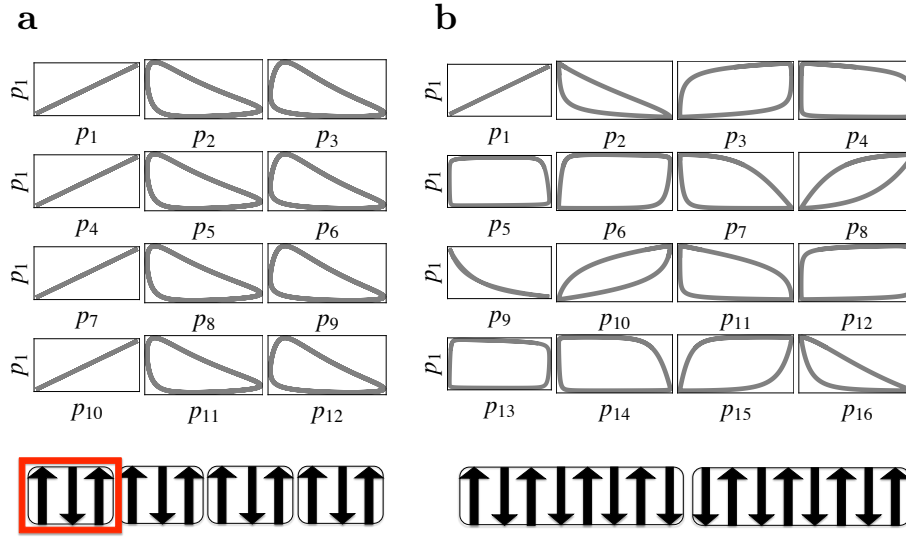 a b
p1 p1
p1 p2 p3 p1 p2 p3 p4
p1 p1
p4 p5 p6 p5 p6 p7 p8
p1 p1
p7 p8 p9 p9 p10 p11 p12
p1 p1
p10 p11 p12 p13 p14 p15 p16